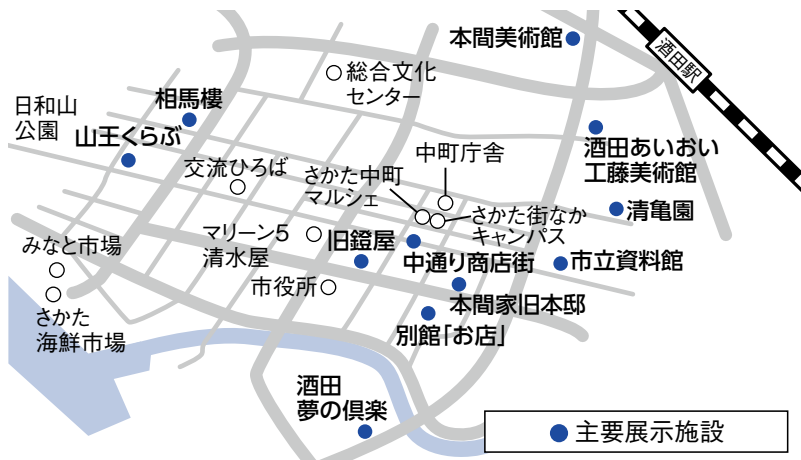 本間美術館
酒田駅
総合文化
センター
日和山
公園
相馬樓
山王くらぶ
交流ひろば
さかた中町
マルシェ
中町庁舎
酒田あいおい
工藤美術館
さかた街なか
キャンパス
清亀園
みなと市場
マリーン5
清水屋
旧鐙屋
中通り商店街
市立資料館
市役所
本間家旧本邸
さかた
海鮮市場
別館「お店」
酒田
夢の倶楽
主要展示施設